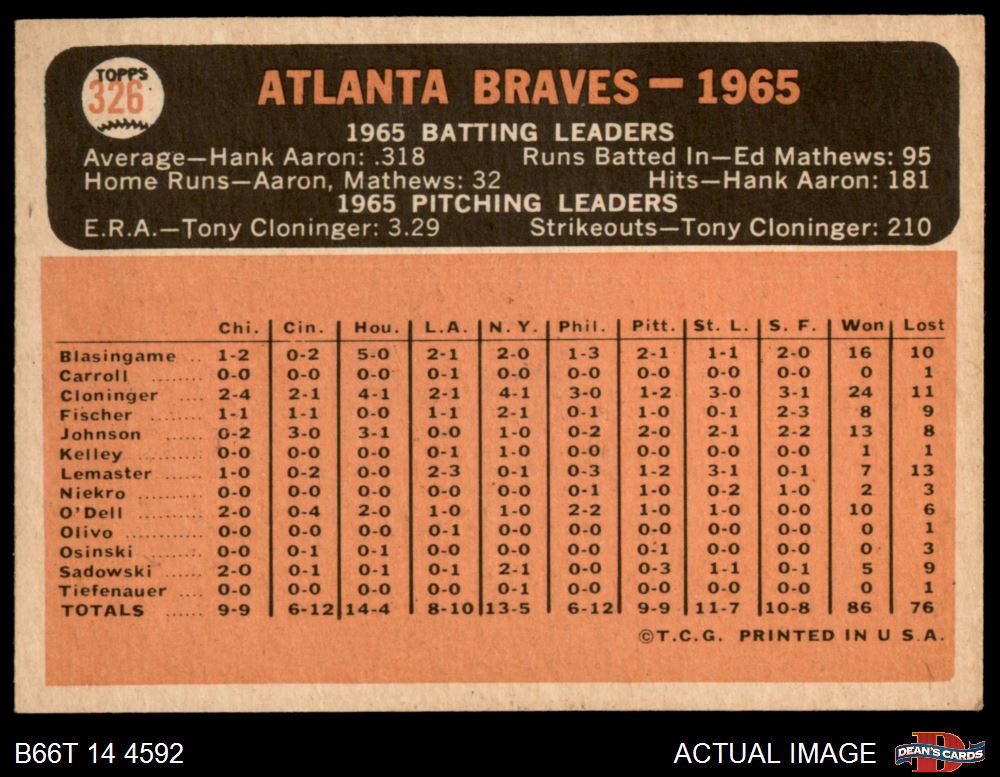 TOPPS
326
ATLANTA BRAVES — 1965
1965 BATTING LEADERS
Average—Hank Aaron: .318 Runs Batted In—Ed Mathews: 95
Home Runs—Aaron, Mathews: 32 Hits—Hank Aaron: 181
1965 PITCHING LEADERS
E.R.A.—Tony Cloninger: 3.29 Strikeouts—Tony Cloninger: 210
Chi. Cin. Hou. L.A. N.Y. Phil. Pitt. St. L. S. F. Won Lost
Blasingame .. 1-2 0-2 5-0 2-1 2-0 1-3 2-1 1-1 2-0 16 10
Carroll ........ 0-0 0-0 0-0 0-1 0-0 0-0 0-0 0-0 0-0 0 1
Cloninger .... 2-4 2-1 4-1 2-1 4-1 3-0 1-2 3-0 3-1 24 11
Fischer ...... 1-1 1-1 0-0 1-1 2-1 0-1 1-0 0-1 2-3 8 9
Johnson ...... 0-2 3-0 3-1 0-0 1-0 0-2 2-0 2-1 2-2 13 8
Kelley ........ 0-0 0-0 0-0 0-1 1-0 0-0 0-0 0-0 0-0 1 1
Lemaster ..... 1-0 0-2 0-0 2-3 0-1 0-3 1-2 3-1 0-1 7 13
Niekro ........ 0-0 0-0 0-0 0-0 0-0 0-1 1-0 0-2 1-0 2 3
O'Dell ........ 2-0 0-4 2-0 1-0 1-0 2-2 1-0 1-0 0-0 10 6
Olivo .......... 0-0 0-0 0-0 0-1 0-0 0-0 0-0 0-0 0-0 0 1
Osinski ....... 0-0 0-1 0-1 0-0 0-0 0-0 0-1 0-0 0-0 0 3
Sadowski ..... 2-0 0-1 0-1 0-1 2-1 0-0 0-3 1-1 0-1 5 9
Tiefenauer .... 0-0 0-0 0-0 0-0 0-1 0-0 0-0 0-0 0-0 0 1
TOTALS ..... 9-9 6-12 14-4 8-10 13-5 6-12 9-9 11-7 10-8 86 76
©T.C.G. PRINTED IN U S.A.
B66T 14 4592 ACTUAL IMAGE DEAN'S CARDS